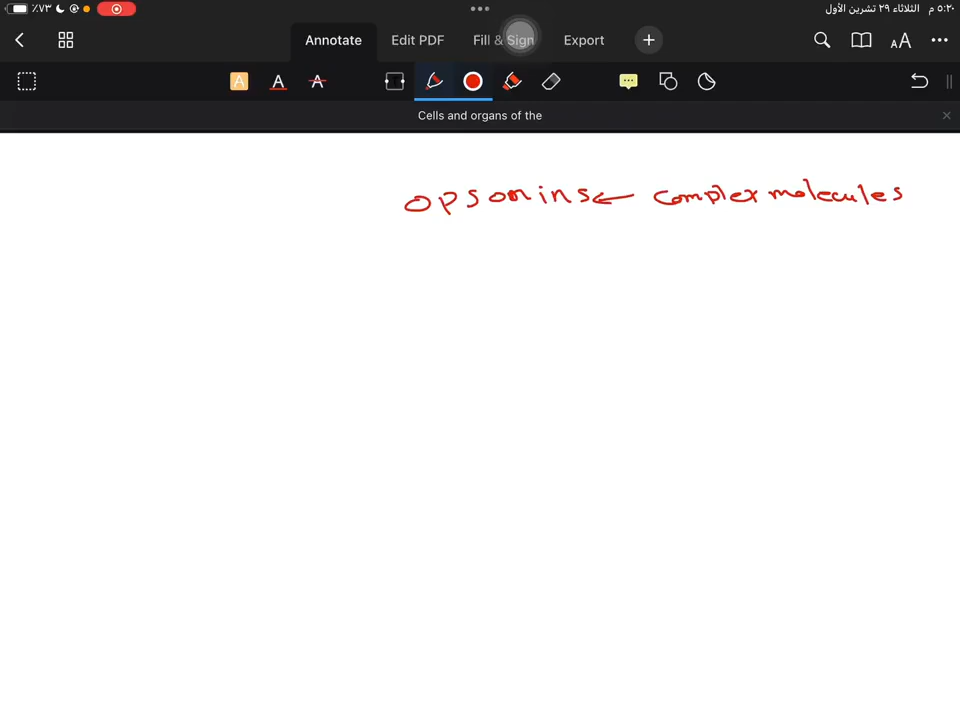 ٪٧٣ ٥:٢٠ م الثلاثاء ٢٩ تشرين الأول
Annotate Edit PDF Fill & Sign Export
A A A
AA
Cells and organs of the
opsonins ← complex molecules